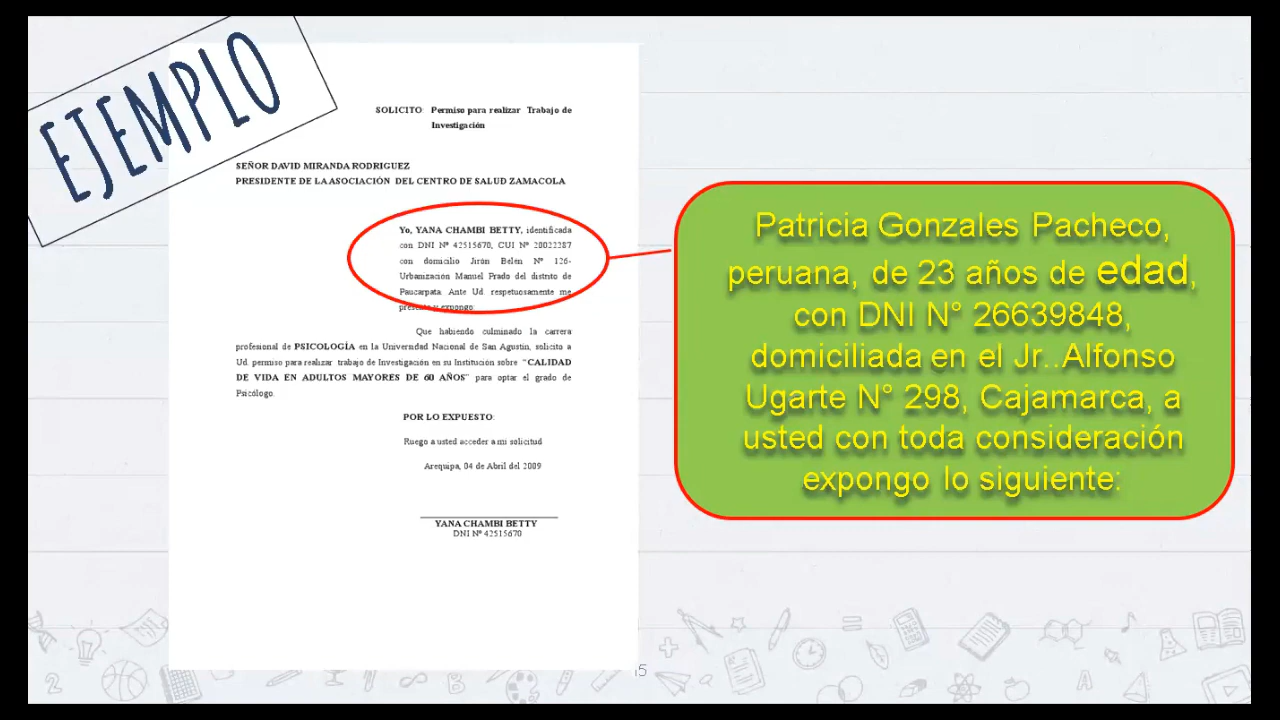 EJEMPLO
SOLICITO: Permiso para realizar Trabajo de
Investigación
SEÑOR DAVID MIRANDA RODRIGUEZ
PRESIDENTE DE LA ASOCIACIÓN DEL CENTRO DE SALUD ZAMACOLA
Yo, YANA CHAMBI BETTY, identificada
con DNI Nº 42515670, CUI Nº 20022287
con domicilio Jirón Belén Nº 126-
Urbanización Manuel Prado del distrito de
Paucarpata. Ante Ud. respetuosamente me
presento y expongo:
Que habiendo culminado la carrera
profesional de PSICOLOGÍA en la Universidad Nacional de San Agustín, solicito a
Ud. permiso para realizar trabajo de Investigación en su Institución sobre “CALIDAD
DE VIDA EN ADULTOS MAYORES DE 60 AÑOS” para optar el grado de
Psicólogo.
POR LO EXPUESTO:
Ruego a usted acceder a mi solicitud
Arequipa, 04 de Abril del 2009
YANA CHAMBI BETTY
DNI Nº 42515670
Patricia Gonzales Pacheco,
peruana, de 23 años de edad,
con DNI N° 26639848,
domiciliada en el Jr..Alfonso
Ugarte N° 298, Cajamarca, a
usted con toda consideración
expongo lo siguiente: